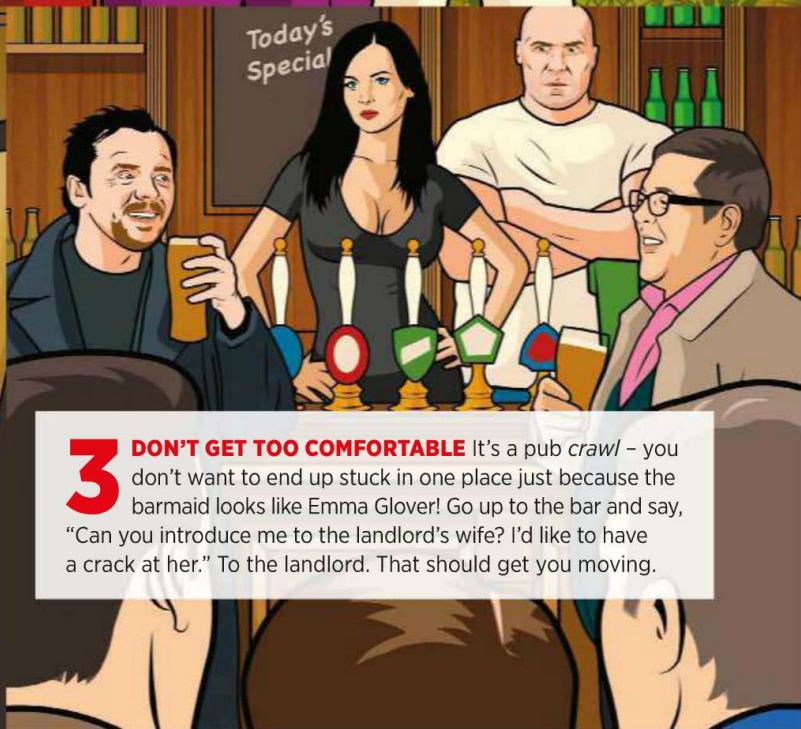 Today's
Special
3 DON'T GET TOO COMFORTABLE It's a pub crawl – you
don't want to end up stuck in one place just because the
barmaid looks like Emma Glover! Go up to the bar and say,
“Can you introduce me to the landlord's wife? I'd like to have
a crack at her.” To the landlord. That should get you moving.